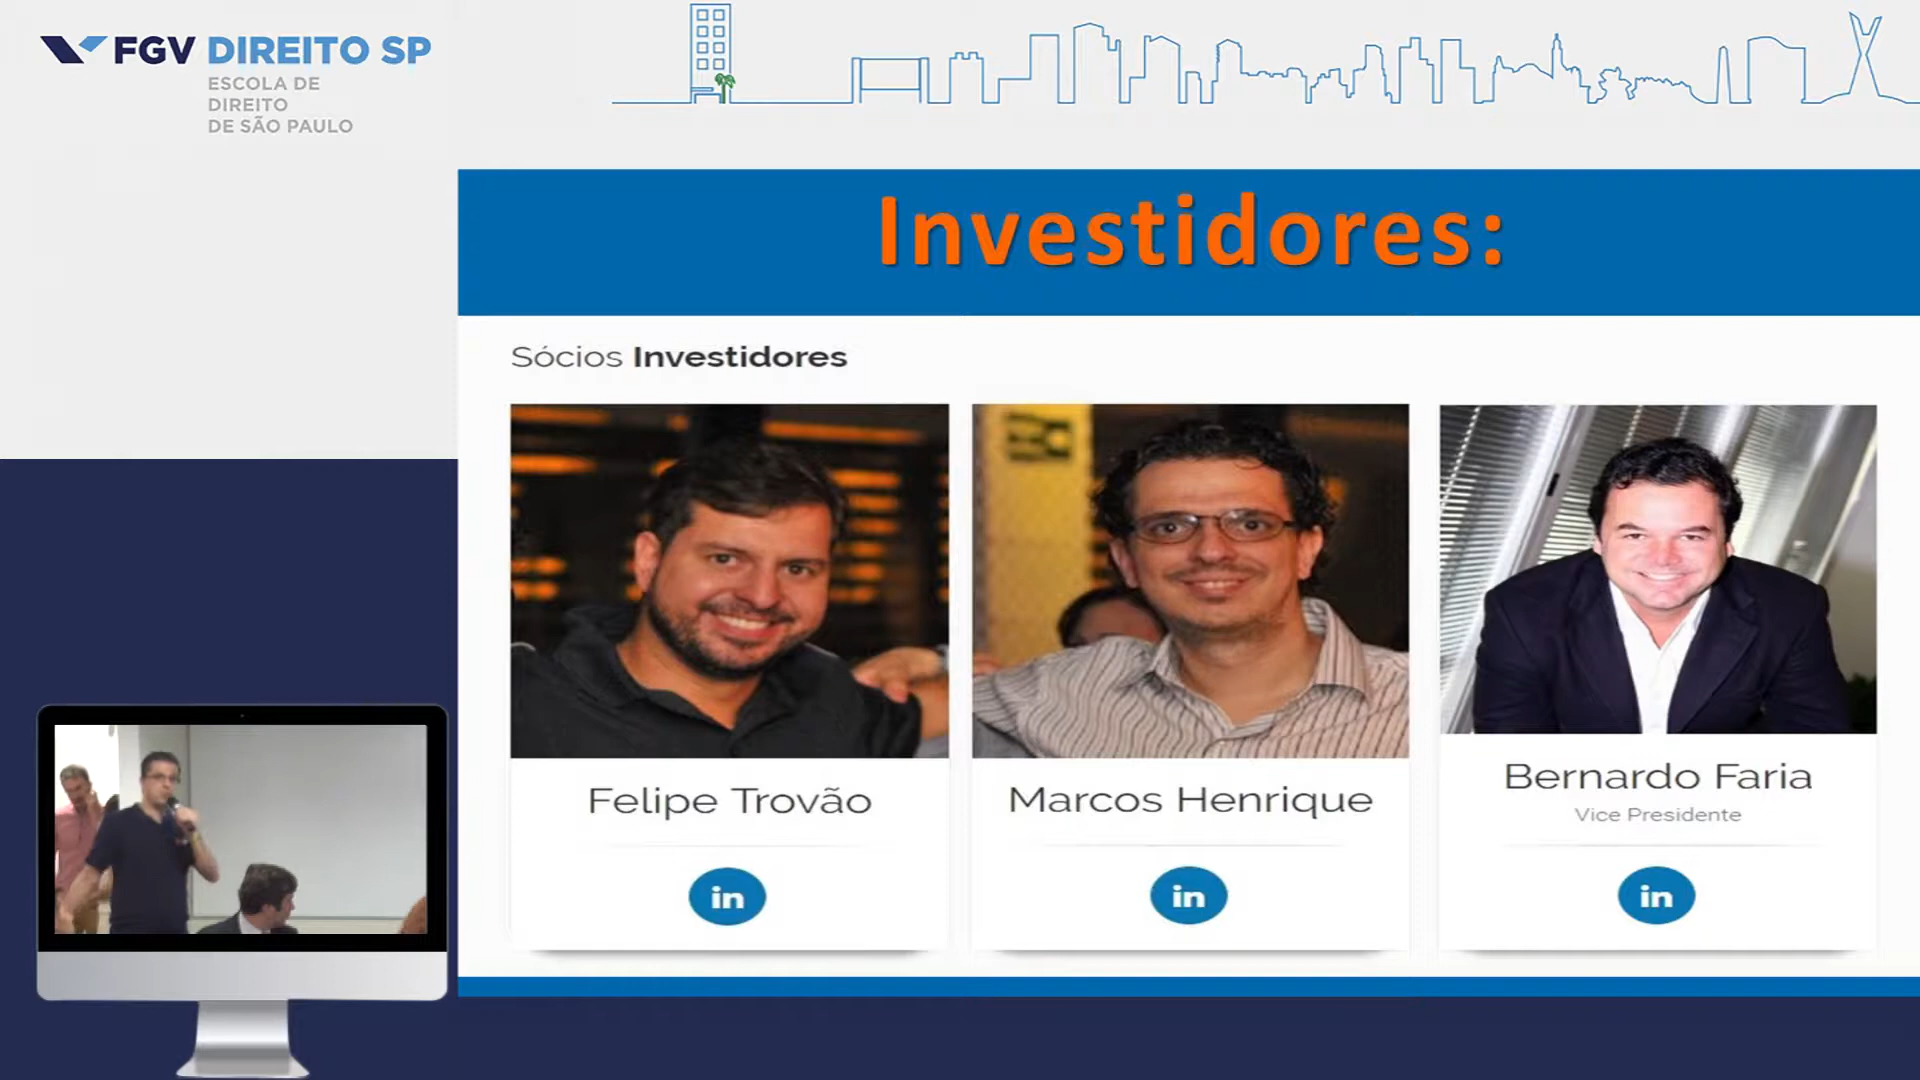 FGV DIREITO SP
ESCOLA DE
DIREITO
DE SÃO PAULO
Investidores:
Sócios Investidores
Felipe Trovão
Marcos Henrique
Bernardo Faria
Vice Presidente
in
in
in